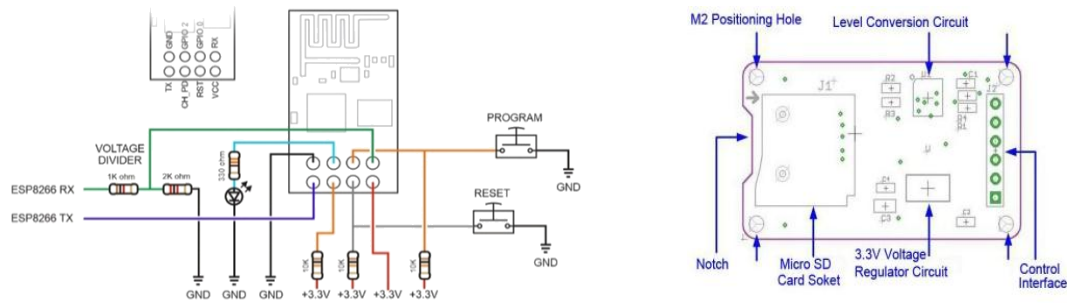 GND
GPIO 2
GPIO 0
RX
TX
CH_PD
RST
VCC
PROGRAM
GND
VOLTAGE
DIVIDER
330 ohm
1K ohm
2K ohm
ESP8266 RX
ESP8266 TX
RESET
GND
10K
10K
10K
GND
GND
GND
+3.3V
+3.3V
+3.3V
+3.3V
M2 Positioning Hole
Level Conversion Circuit
J1
R2
R3
C1
J2
R4
R1
C3
Notch
Micro SD
Card Soket
3.3V Voltage
Regulator Circuit
Control
Interface